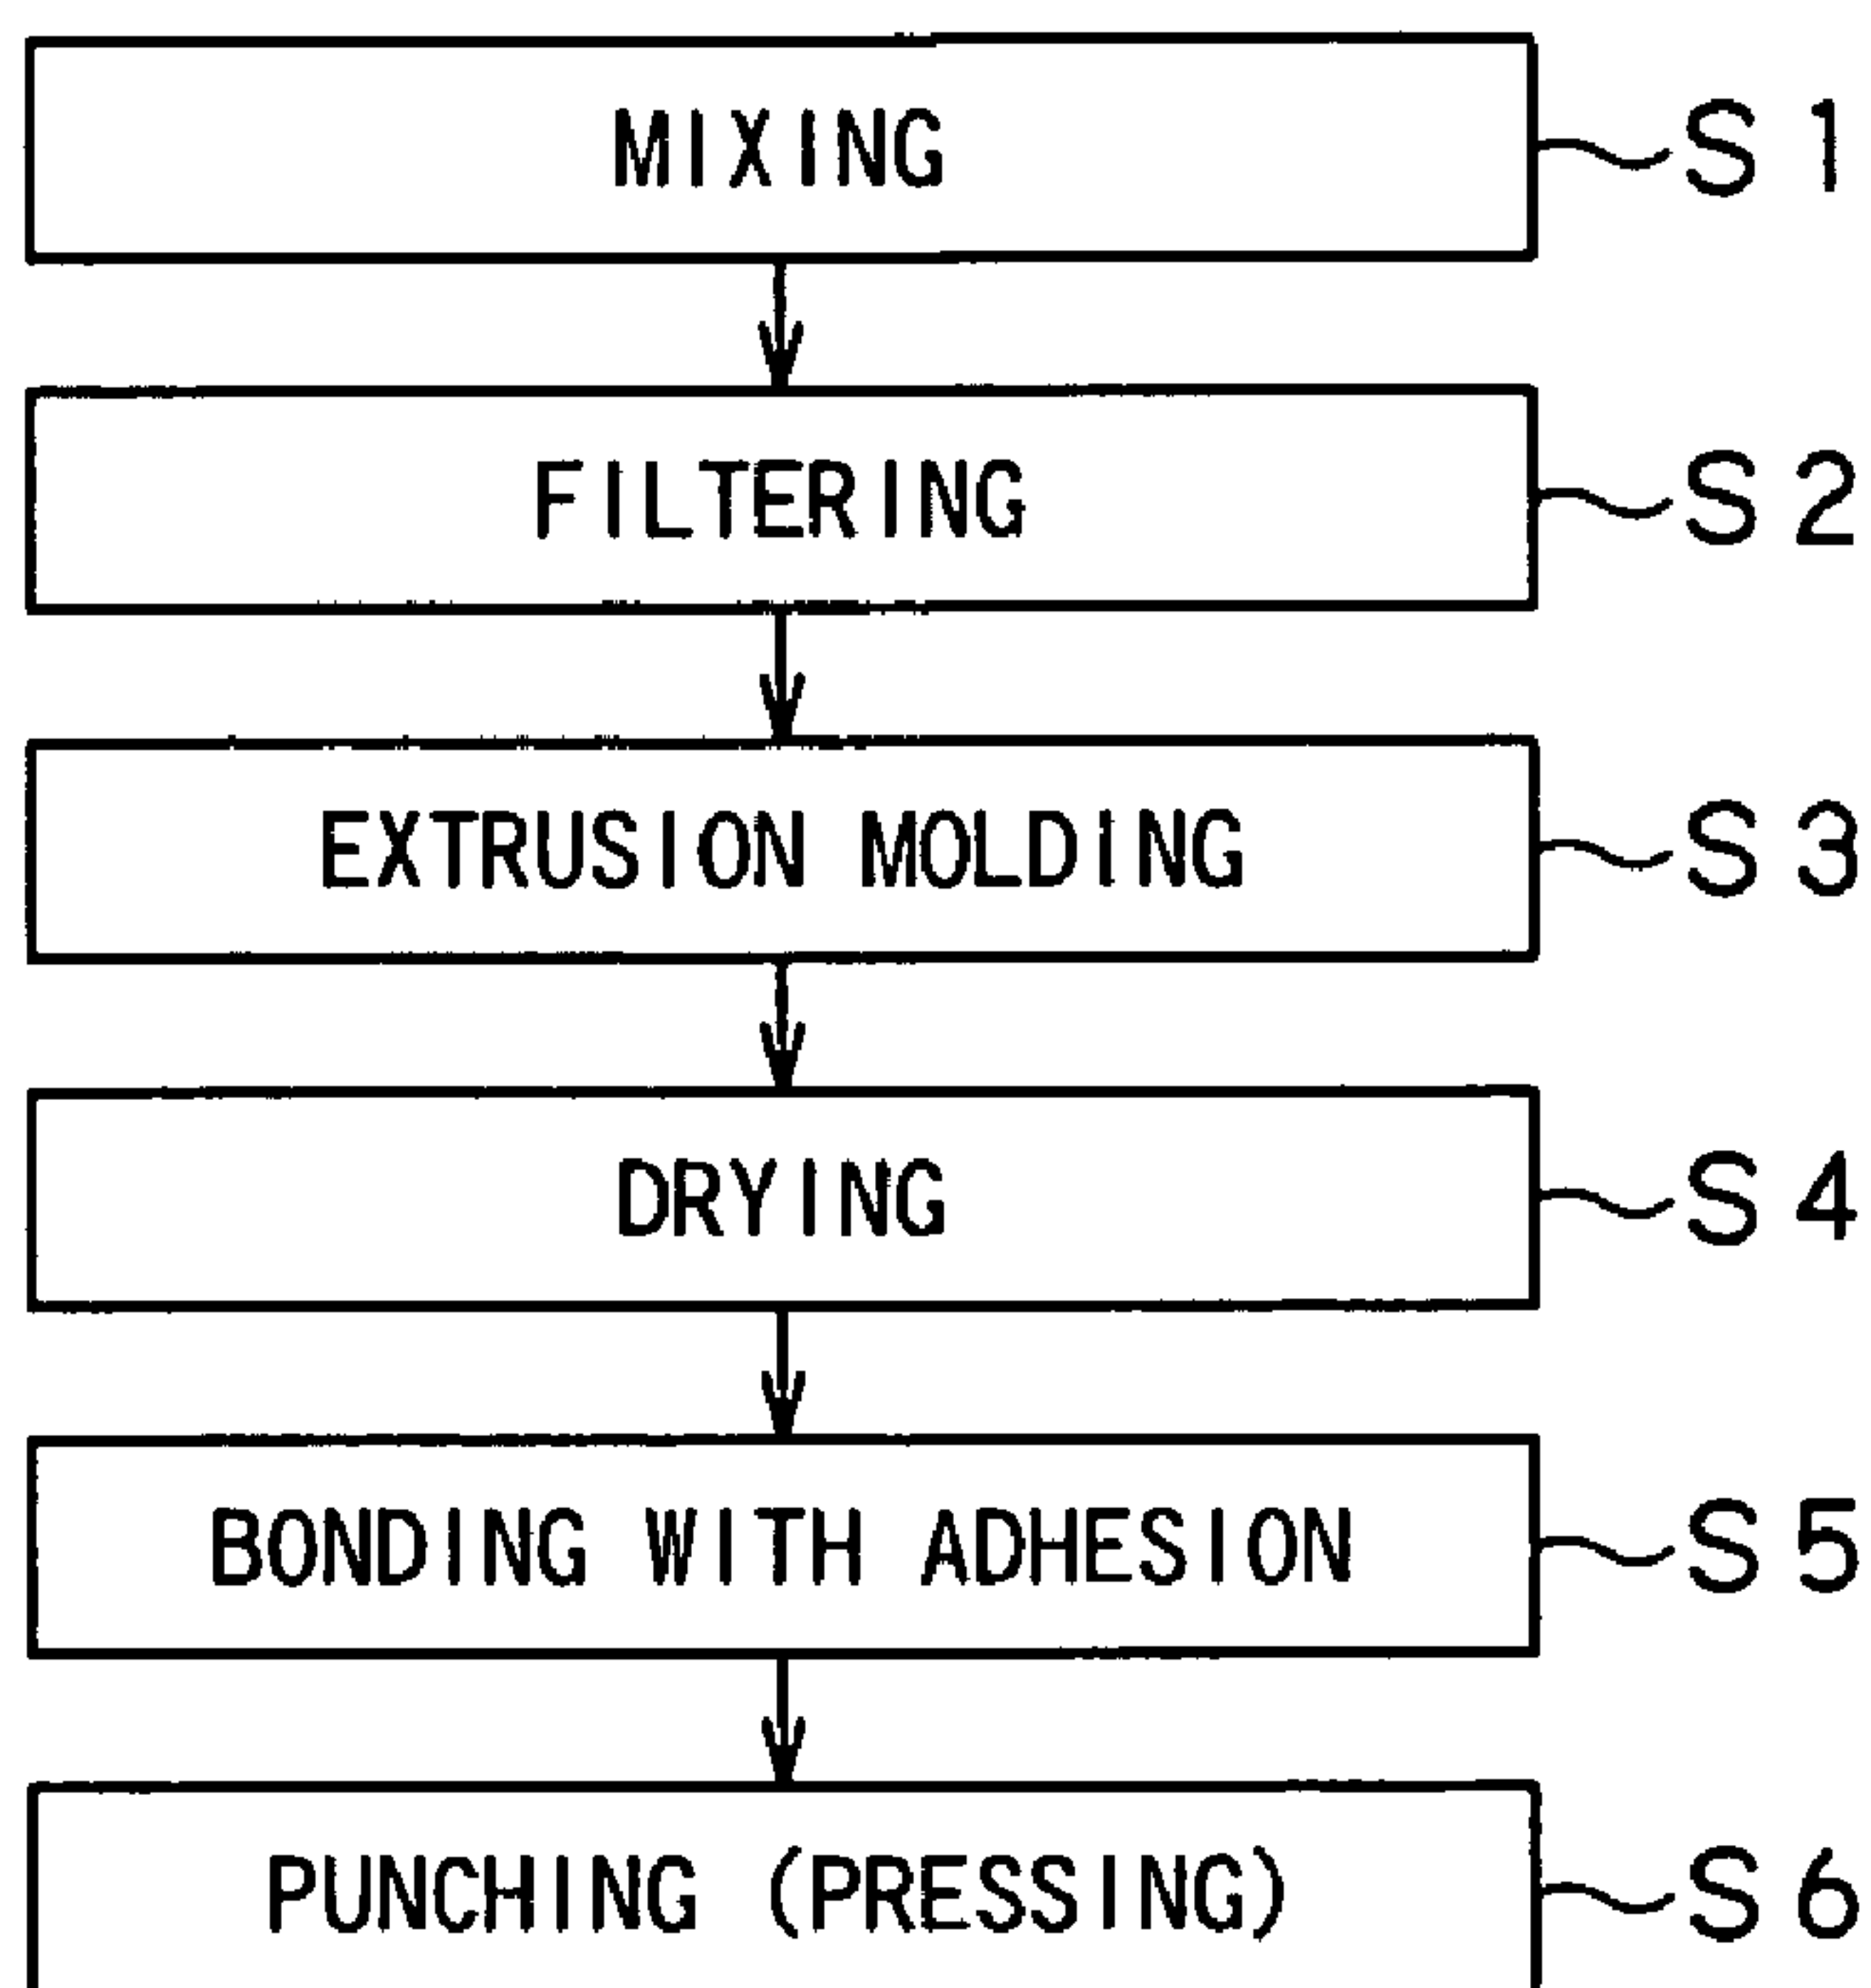 MIXING S1
FILTERING S2
EXTRUSION MOLDING S3
DRYING S4
BONDING WITH ADHESION S5
PUNCHING (PRESSING) S6